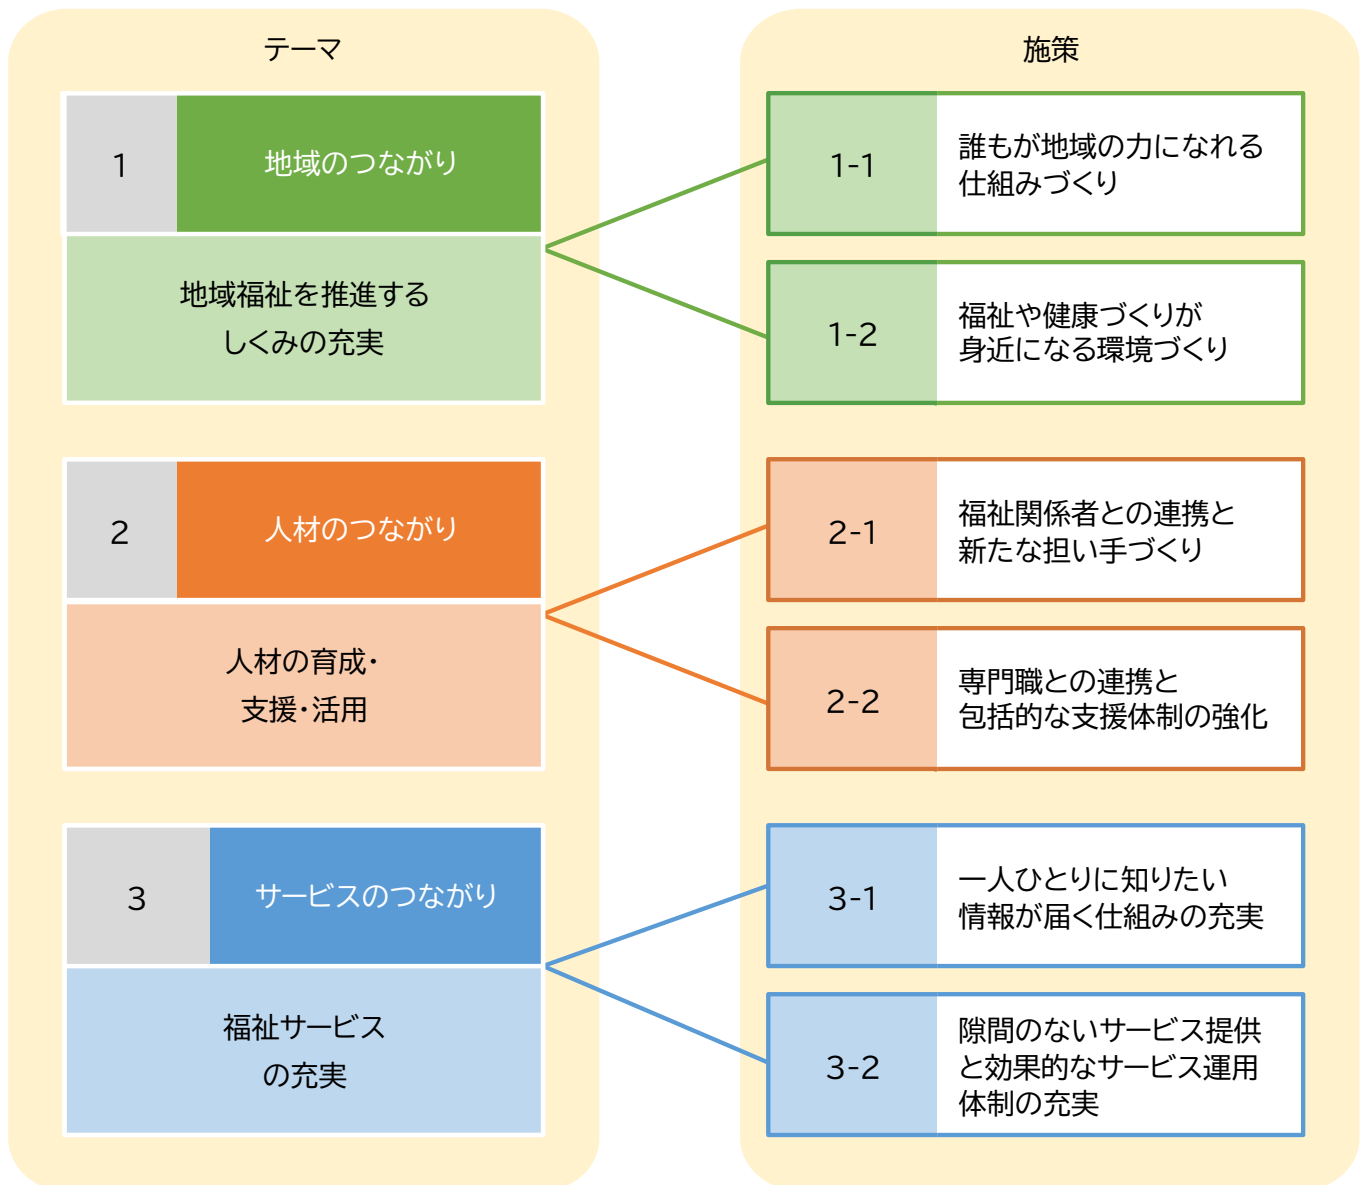 テーマ
1
地域のつながり
地域福祉を推進する
しくみの充実
2
人材のつながり
人材の育成・
支援・活用
3
サービスのつながり
福祉サービス
の充実
施策
1-1
誰もが地域の力になれる
仕組みづくり
1-2
福祉や健康づくりが
身近になる環境づくり
2-1
福祉関係者との連携と
新たな担い手づくり
2-2
専門職との連携と
包括的な支援体制の強化
3-1
一人ひとりに知りたい
情報が届く仕組みの充実
3-2
隙間のないサービス提供
と効果的なサービス運用
体制の充実